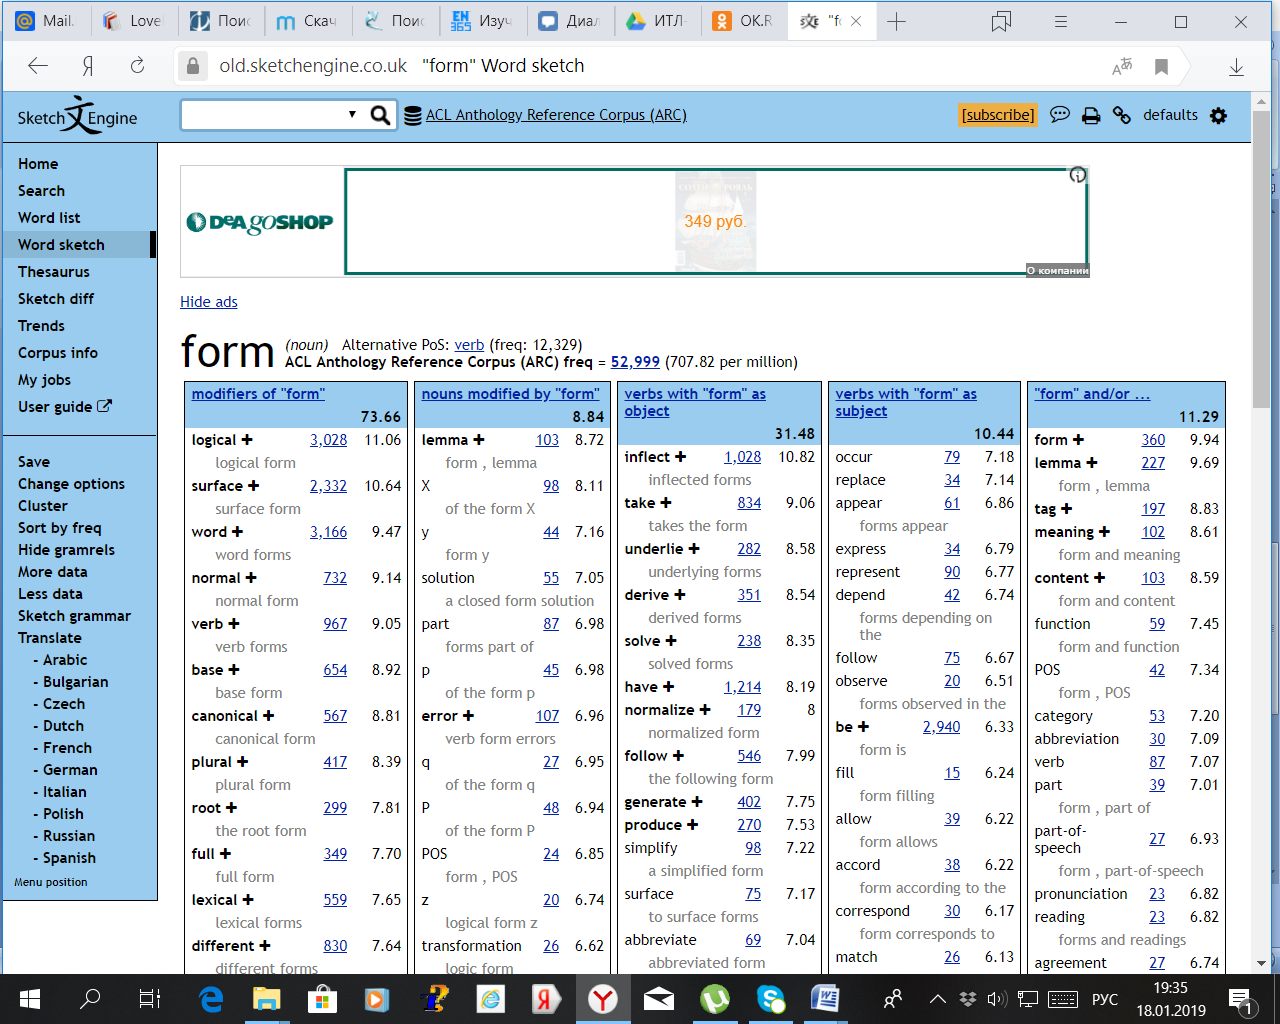 Mail.
Love
Поис
Скач
Поис
EN 365 Изуч
Диал
ИТЛ-
OK.R
"fo
old.sketchengine.co.uk "form" Word sketch
Sketch Engine
ACL Anthology Reference Corpus (ARC)
[subscribe]
defaults
Home
Search
Word list
Word sketch
Thesaurus
Sketch diff
Trends
Corpus info
My jobs
User guide
Save
Change options
Cluster
Sort by freq
Hide gramrels
More data
Less data
Sketch grammar
Translate
- Arabic
- Bulgarian
- Czech
- Dutch
- French
- German
- Italian
- Polish
- Russian
- Spanish
Menu position
DeAgoSHOP
349 руб.
О компании
Hide ads
form (noun) Alternative PoS: verb (freq: 12,329)
ACL Anthology Reference Corpus (ARC) freq = 52,999 (707.82 per million)
modifiers of "form"
73.66
logical + 3,028 11.06
logical form
surface + 2,332 10.64
surface form
word + 3,166 9.47
word forms
normal + 732 9.14
normal form
verb + 967 9.05
verb forms
base + 654 8.92
base form
canonical + 567 8.81
canonical form
plural + 417 8.39
plural form
root + 299 7.81
the root form
full + 349 7.70
full form
lexical + 559 7.65
lexical forms
different + 830 7.64
different forms
nouns modified by "form"
8.84
lemma + 103 8.72
form , lemma
X 98 8.11
of the form X
y 44 7.16
form y
solution 55 7.05
a closed form solution
part 87 6.98
forms part of
p 45 6.98
of the form p
error + 107 6.96
verb form errors
q 27 6.95
of the form q
P 48 6.94
of the form P
POS 24 6.85
form , POS
z 20 6.74
logical form z
transformation 26 6.62
logic form
verbs with "form" as
object
31.48
inflect + 1,028 10.82
inflected forms
take + 834 9.06
takes the form
underlie + 282 8.58
underlying forms
derive + 351 8.54
derived forms
solve + 238 8.35
solved forms
have + 1,214 8.19
normalize + 179 8
normalized form
follow + 546 7.99
the following form
generate + 402 7.75
produce + 270 7.53
simplify 98 7.22
a simplified form
surface 75 7.17
to surface forms
abbreviate 69 7.04
abbreviated form
verbs with "form" as
subject
10.44
occur 79 7.18
replace 34 7.14
appear 61 6.86
forms appear
express 34 6.79
represent 90 6.77
depend 42 6.74
forms depending on
the
follow 75 6.67
observe 20 6.51
forms observed in the
be + 2,940 6.33
form is
fill 15 6.24
form filling
allow 39 6.22
form allows
accord 38 6.22
form according to the
correspond 30 6.17
form corresponds to
match 26 6.13
"form" and/or ...
11.29
form + 360 9.94
lemma + 227 9.69
form , lemma
tag + 197 8.83
meaning + 102 8.61
form and meaning
content + 103 8.59
form and content
function 59 7.45
form and function
POS 42 7.34
form , POS
category 53 7.20
abbreviation 30 7.09
verb 87 7.07
part 39 7.01
form , part of
part-of-
speech 27 6.93
form , part-of-speech
pronunciation 23 6.82
reading 23 6.82
forms and readings
agreement 27 6.74
РУС
19:35
18.01.2019
1